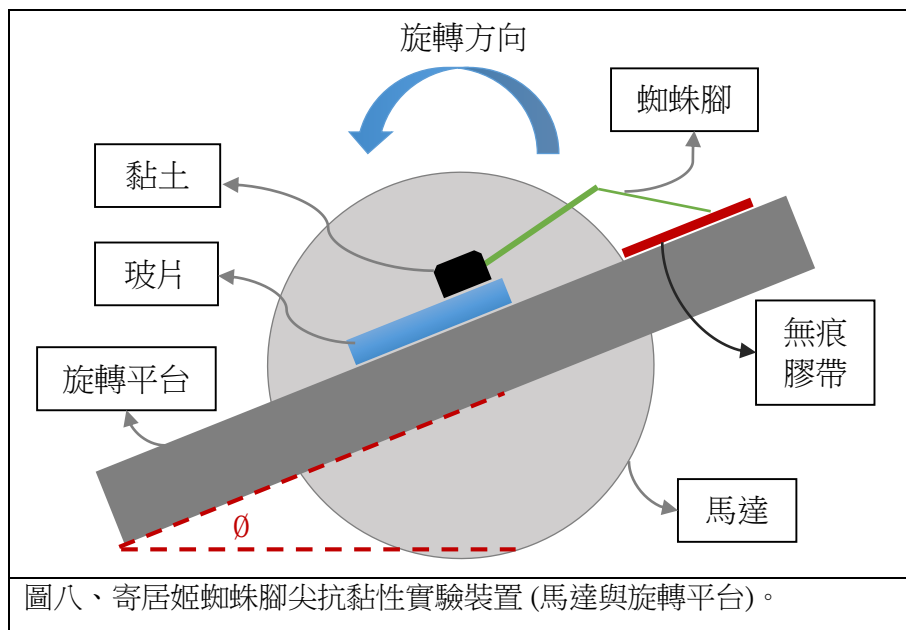 旋轉方向
蜘蛛腳
黏土
玻片
無痕
膠帶
旋轉平台
馬達
Ø
圖八、寄居姬蜘蛛腳尖抗黏性實驗裝置 (馬達與旋轉平台)。